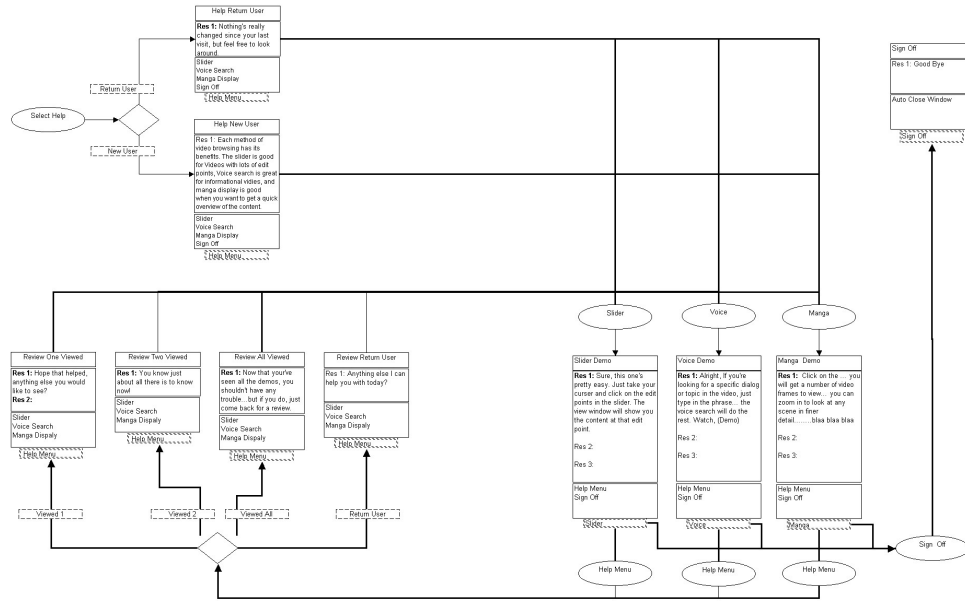 Help Return User
Res 1: Nothing's really
changed since your last
visit, but feel free to look
around.
Slider
Voice Search
Manga Display
Sign Off
Help Menu
Return User
Select Help
New User
Help New User
Res 1: Each method of
video browsing has its
benefits. The slider is good
for Videos with lots of edit
points, Voice search is great
for informational vidies, and
manga display is good
when you want to get a quick
overview of the content.
Slider
Voice Search
Manga Display
Sign Off
Help Menu
Sign Off
Res 1: Good Bye
Auto Close Window
Sign Off
Slider
Voice
Manga
Review One Viewed
Res 1: Hope that helped,
anything else you would
like to see?
Res 2:
Slider
Voice Search
Manga Dispaly
Help Menu
Review Two Viewed
Res 1: You know just
about all there is to know
now!
Slider
Voice Search
Manga Dispaly
Help Menu
Review All Viewed
Res 1: Now that you've
seen all the demos, you
shouldn't have any
trouble...but if you do, just
come back for a review.
Slider
Voice Search
Manga Dispaly
Help Menu
Review Return User
Res 1: Anything else I can
help you with today?
Slider
Voice Search
Manga Dispaly
Help Menu
Slider Demo
Res 1: Sure, this one's
pretty easy. Just take your
curser and click on the edit
points in the slider. The
view window will show you
the content at that edit
point.
Res 2:
Res 3:
Help Menu
Sign Off
Slider
Voice Demo
Res 1: Alright, If you're
looking for a specific dialog
or topic in the video, just
type in the phrase... the
voice search will do the
rest. Watch, (Demo)
Res 2:
Res 3:
Help Menu
Sign Off
Voice
Manga Demo
Res 1: Click on the .... you
will get a number of video
frames to view... you can
zoom in to look at any
scene in finer
detail........blaa blaa blaa
Res 2:
Res 3:
Help Menu
Sign Off
Manga
Viewed 1
Viewed 2
Viewed All
Return User
Sign Off
Help Menu
Help Menu
Help Menu